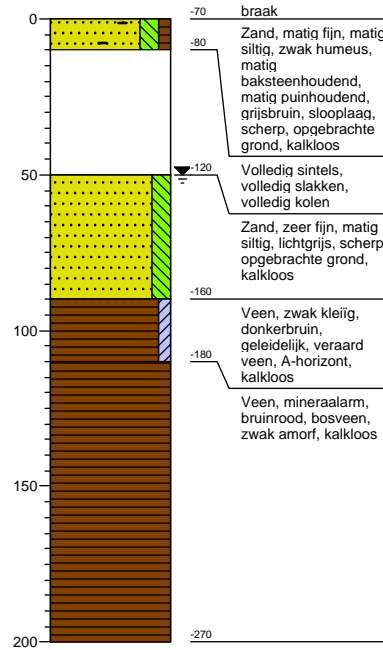 0
50
100
150
200
-70
braak
Zand, matig fijn, matig
siltig, zwak humeus,
matig
baksteenhoudend,
matig puinhoudend,
grijsbruin, slooplaag,
scherp, opgebrachte
grond, kalkloos
-80
Volledig sintels,
volledig slakken,
volledig kolen
-120
Zand, zeer fijn, matig
siltig, lichtgrijs, scherp,
opgebrachte grond,
kalkloos
-160
Veen, zwak kleiïg,
donkerbruin,
geleidelijk, veraard
veen, A-horizont,
kalkloos
-180
Veen, mineraalarm,
bruinrood, bosveen,
zwak amorf, kalkloos
-270